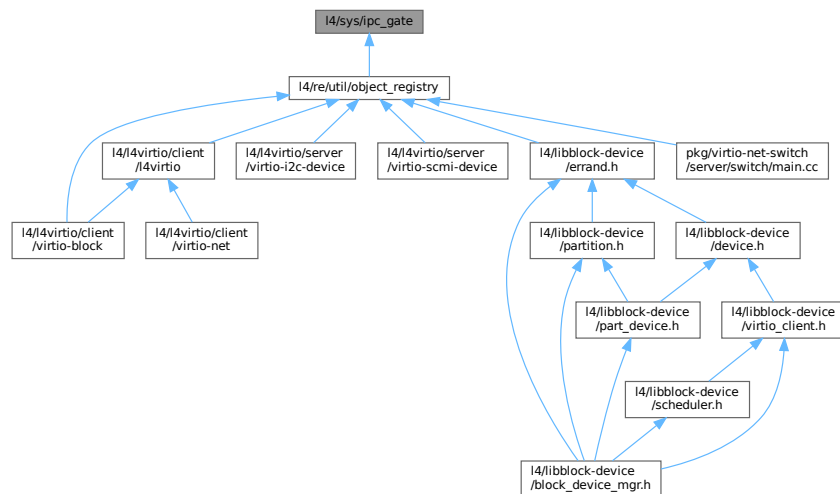 l4/sys/ipc_gate
l4/re/util/object_registry
l4/l4virtio/client
/l4virtio
l4/l4virtio/server
/virtio-i2c-device
l4/l4virtio/server
/virtio-scmi-device
l4/libblock-device
/errand.h
pkg/virtio-net-switch
/server/switch/main.cc
l4/l4virtio/client
/virtio-block
l4/l4virtio/client
/virtio-net
l4/libblock-device
/partition.h
l4/libblock-device
/device.h
l4/libblock-device
/part_device.h
l4/libblock-device
/virtio_client.h
l4/libblock-device
/scheduler.h
l4/libblock-device
/block_device_mgr.h